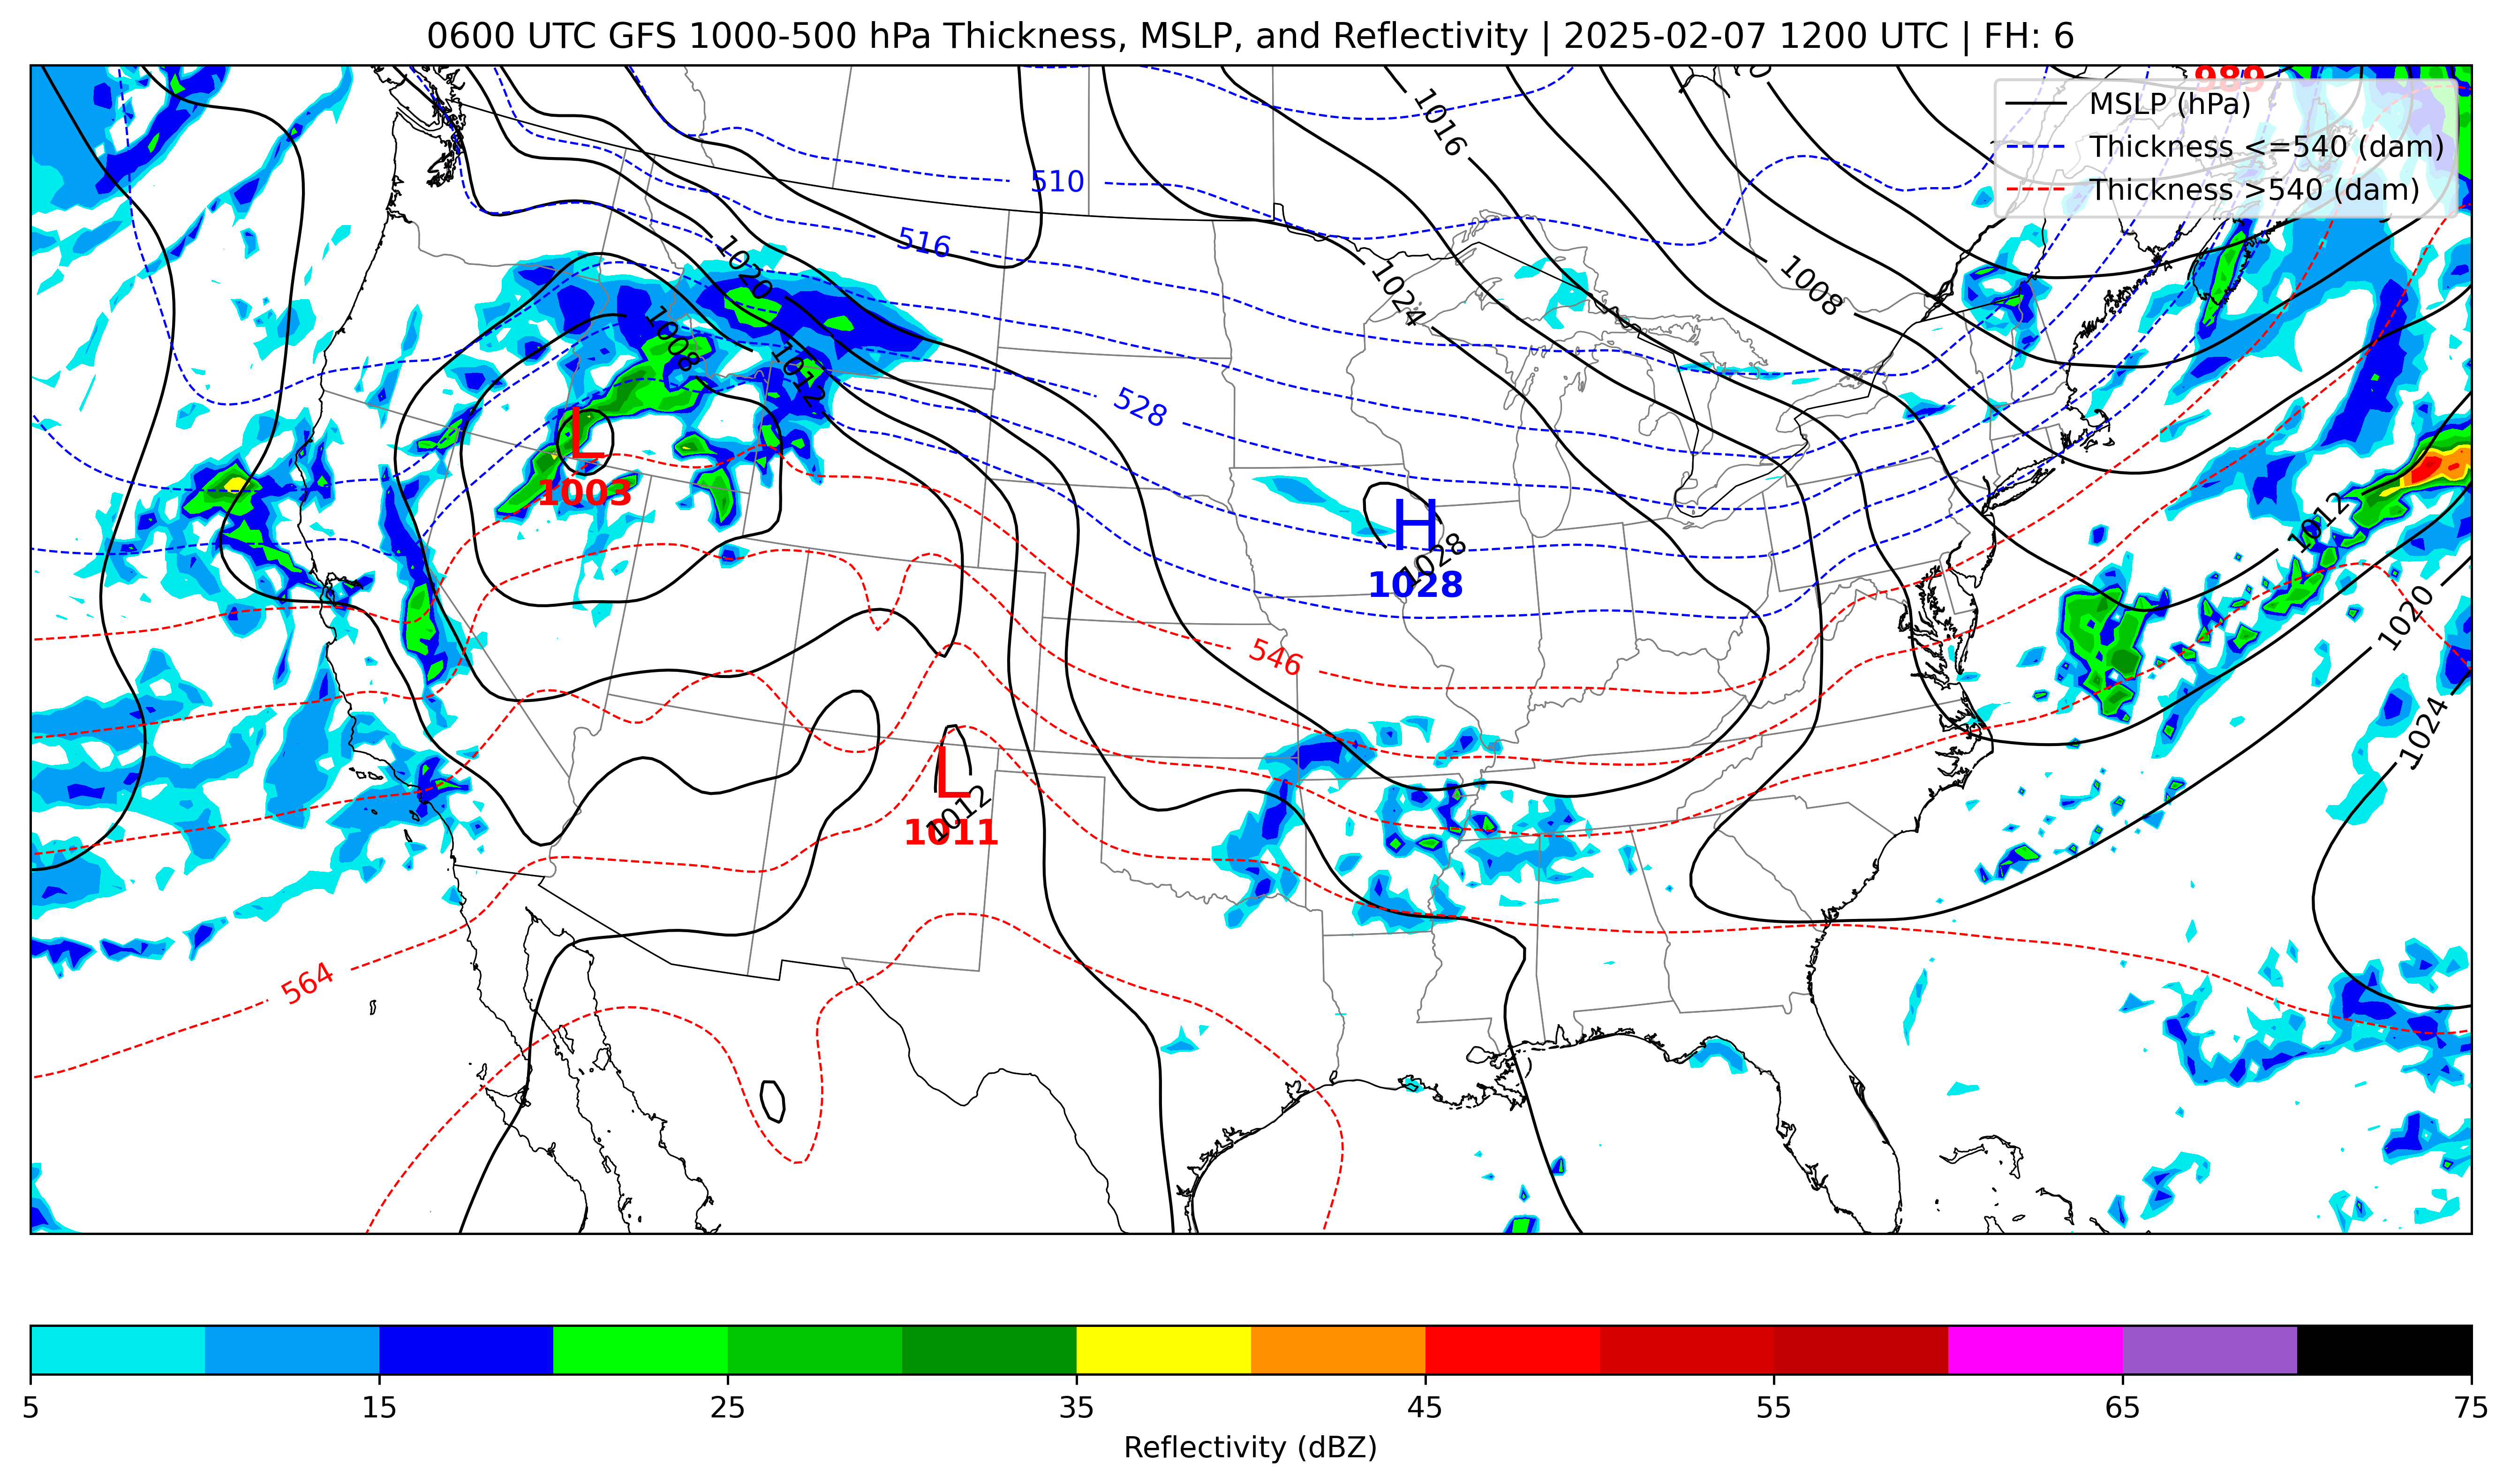 0600 UTC GFS 1000-500 hPa Thickness, MSLP, and Reflectivity | 2025-02-07 1200 UTC | FH: 6
989
MSLP (hPa)
Thickness <=540 (dam)
Thickness >540 (dam)
1016
510
516
1020
1024
1008
1008
1012
528
L
1003
H
1028
1028
1012
1020
546
1024
L
1012
1011
564
5 15 25 35 45 55 65 75
Reflectivity (dBZ)